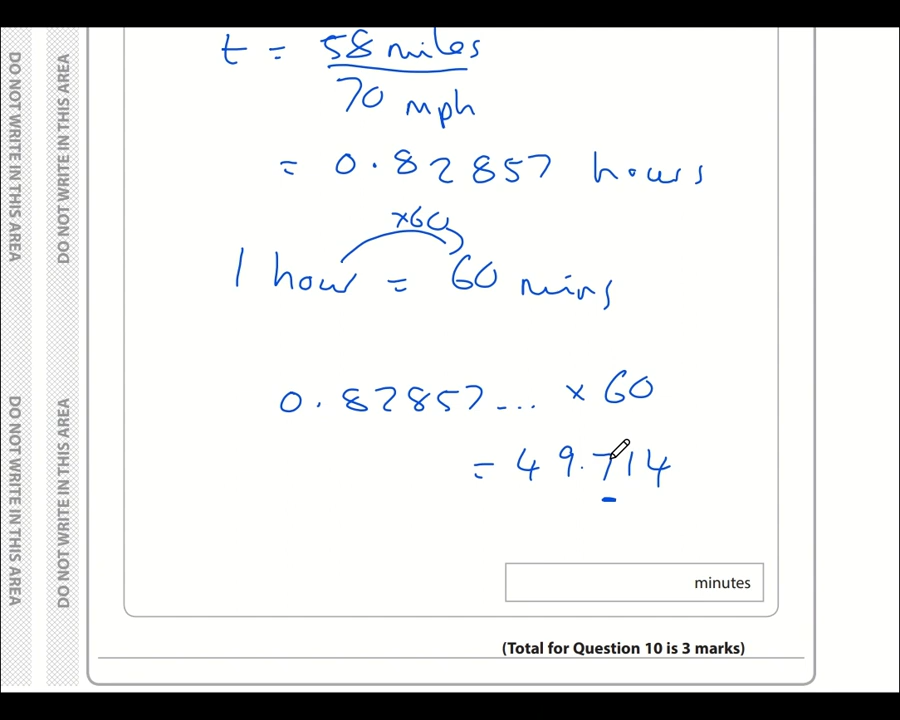 t = 58 miles
70 mph
= 0.82857 hours
×60
1 hour = 60 mins
0.82857... × 60
= 49.714
minutes
(Total for Question 10 is 3 marks)
DO NOT WRITE IN THIS AREA
DO NOT WRITE IN THIS AREA
DO NOT WRITE IN THIS AREA
DO NOT WRITE IN THIS AREA